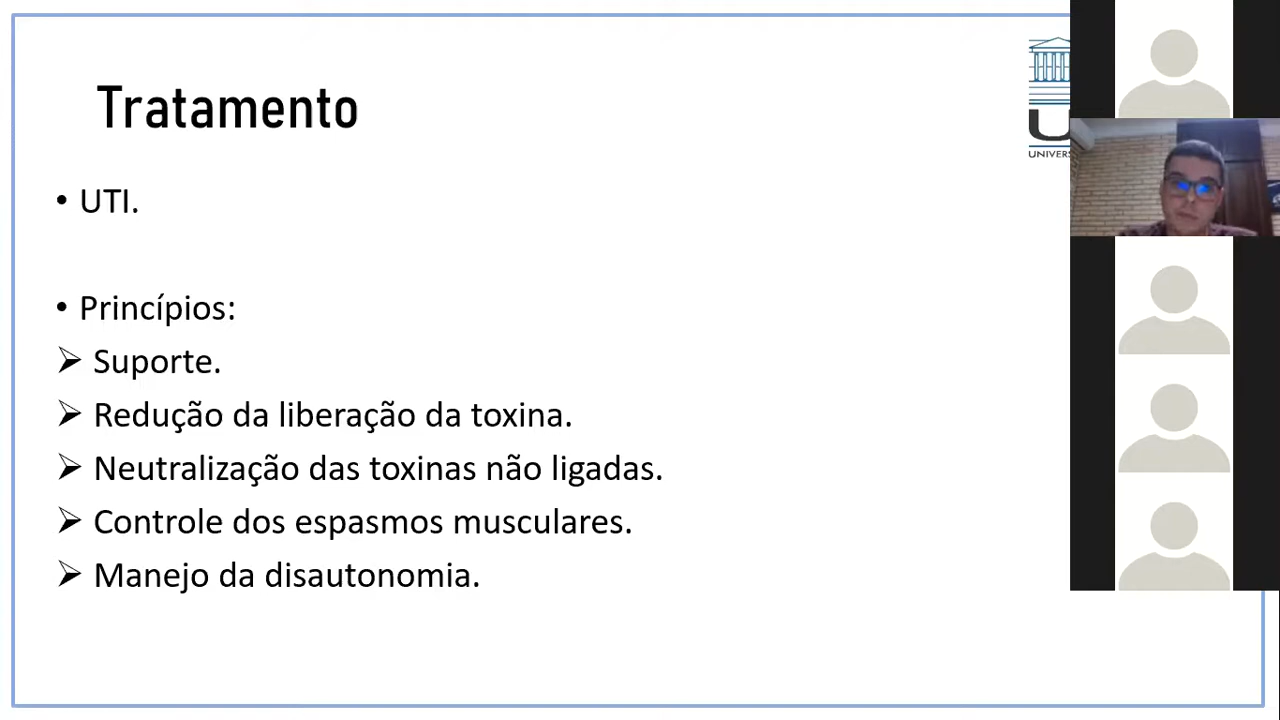 Tratamento
• UTI.
• Princípios:
➢ Suporte.
➢ Redução da liberação da toxina.
➢ Neutralização das toxinas não ligadas.
➢ Controle dos espasmos musculares.
➢ Manejo da disautonomia.
U
UNIVERS